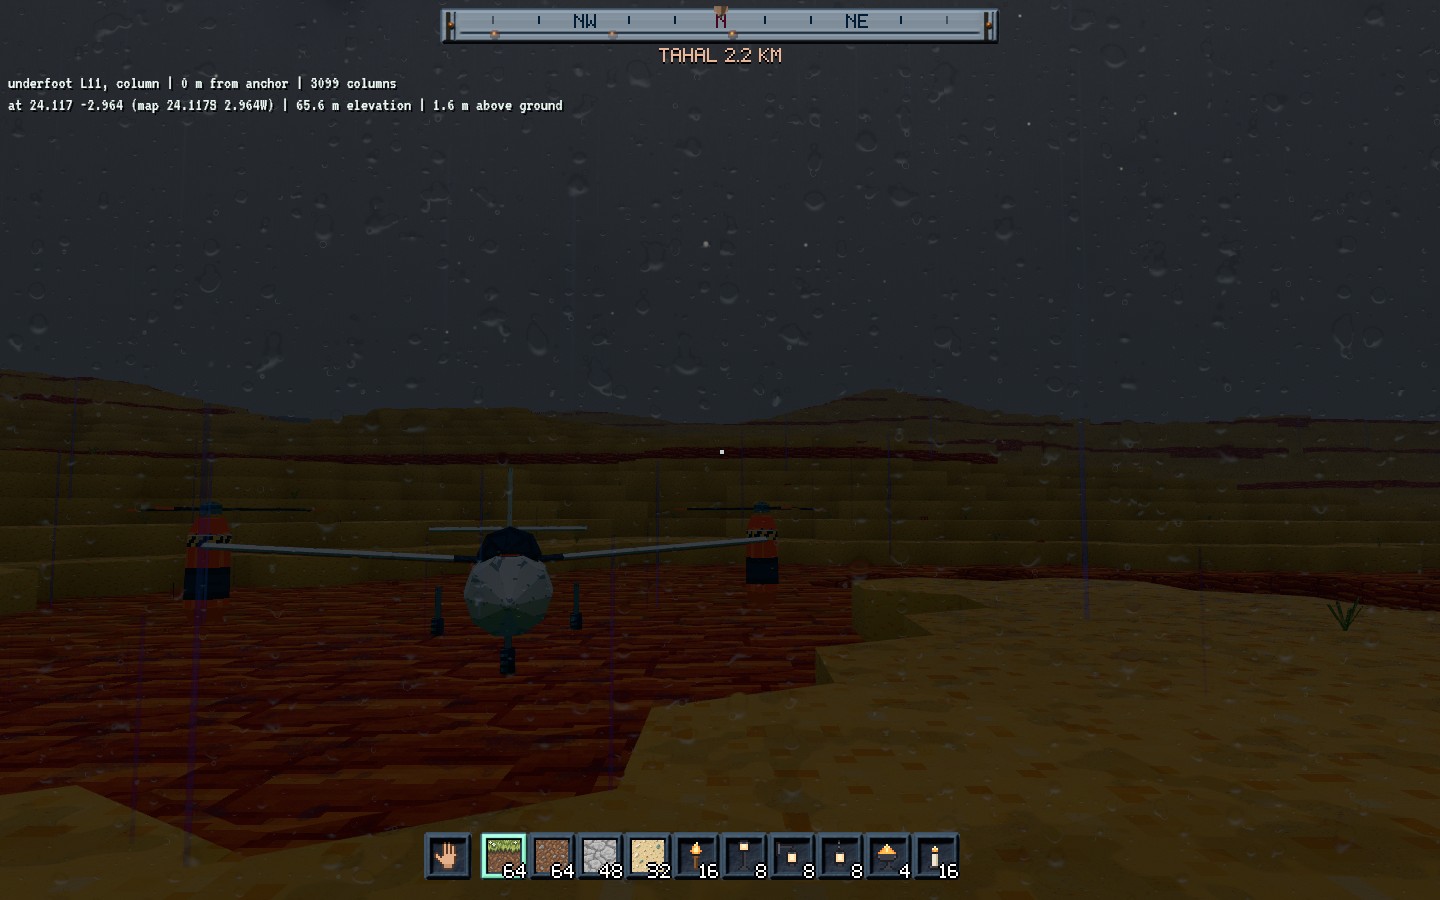 NW N NE
TAHAL 2.2 KM
underfoot L11, column | 0 m from anchor | 3099 columns
at 24.117 -2.964 (map 24.117S 2.964W) | 65.6 m elevation | 1.6 m above ground
64 64 48 32 16 8 8 8 4 16